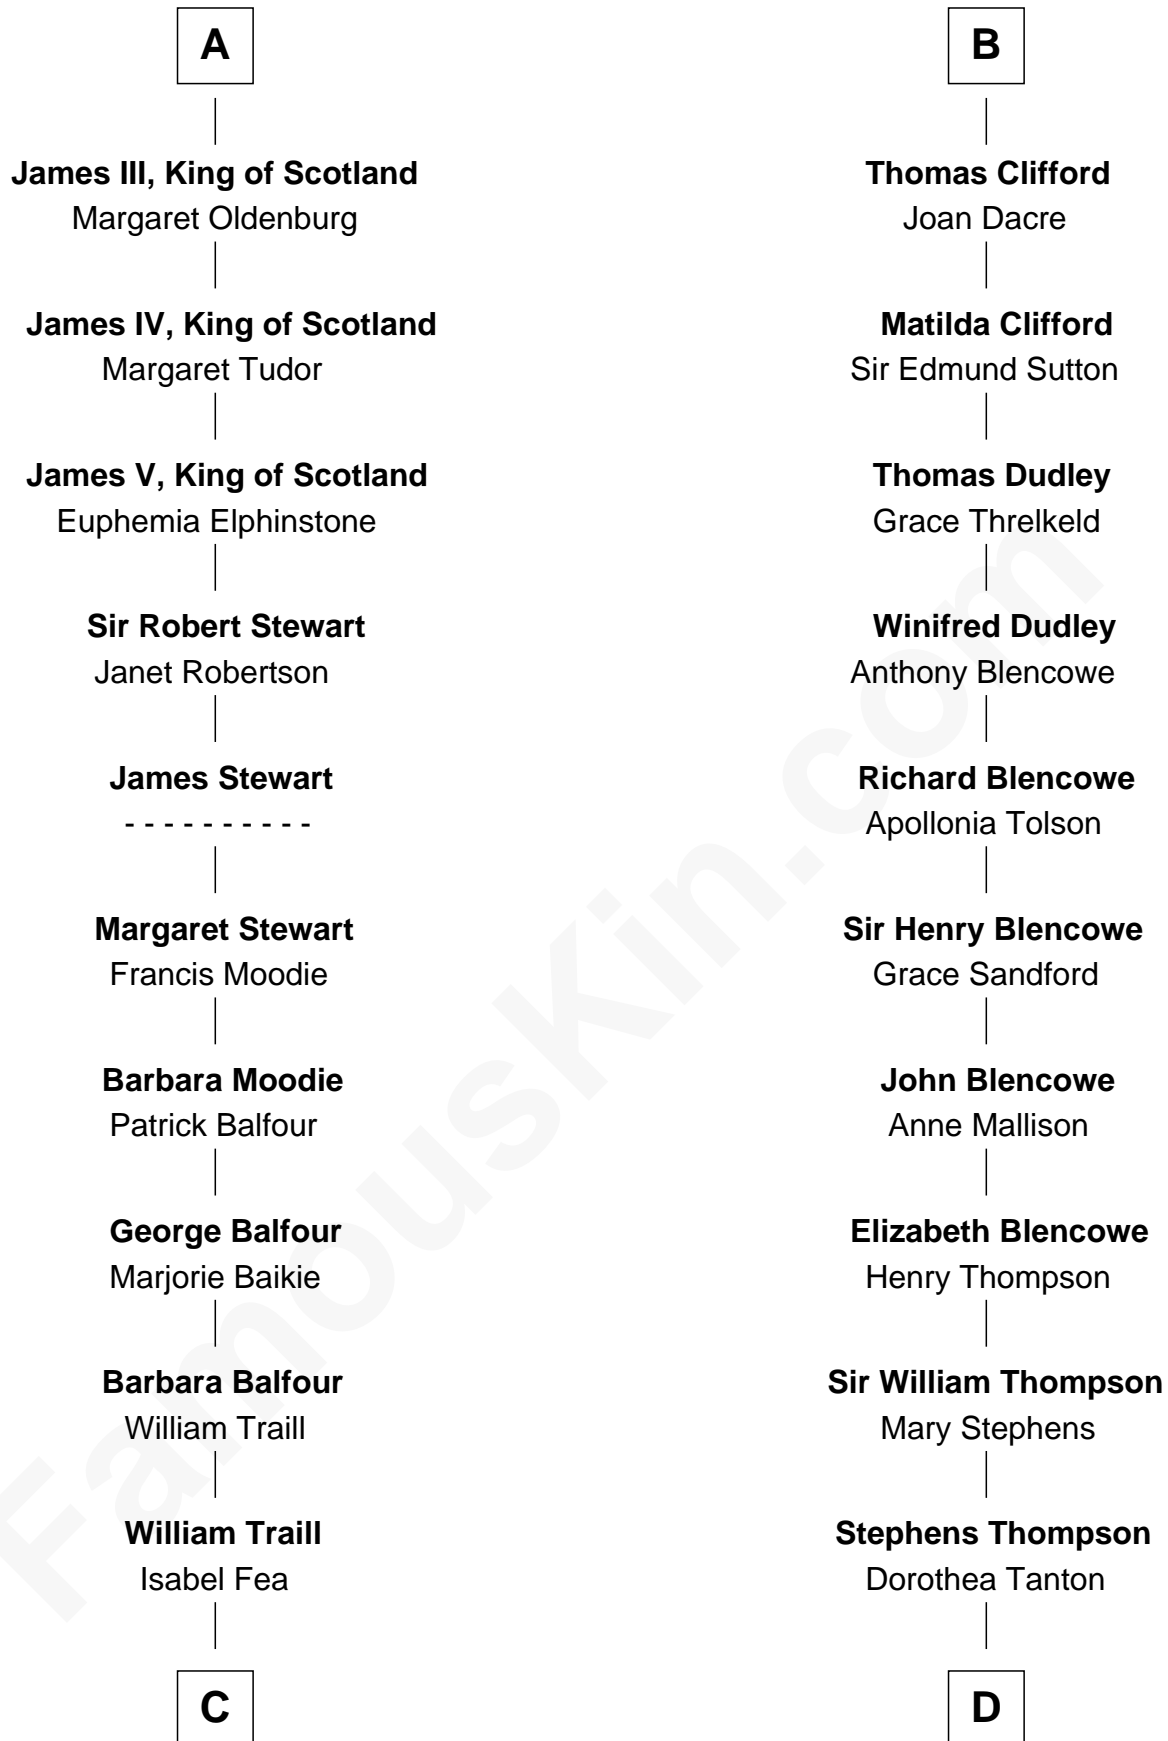 A
James III, King of Scotland
Margaret Oldenburg
James IV, King of Scotland
Margaret Tudor
James V, King of Scotland
Euphemia Elphinstone
Sir Robert Stewart
Janet Robertson
James Stewart
- - - - - - - - - -
Margaret Stewart
Francis Moodie
Barbara Moodie
Patrick Balfour
George Balfour
Marjorie Baikie
Barbara Balfour
William Traill
William Traill
Isabel Fea
C
B
Thomas Clifford
Joan Dacre
Matilda Clifford
Sir Edmund Sutton
Thomas Dudley
Grace Threlkeld
Winifred Dudley
Anthony Blencowe
Richard Blencowe
Apollonia Tolson
Sir Henry Blencowe
Grace Sandford
John Blencowe
Anne Mallison
Elizabeth Blencowe
Henry Thompson
Sir William Thompson
Mary Stephens
Stephens Thompson
Dorothea Tanton
D
FamousKin.com